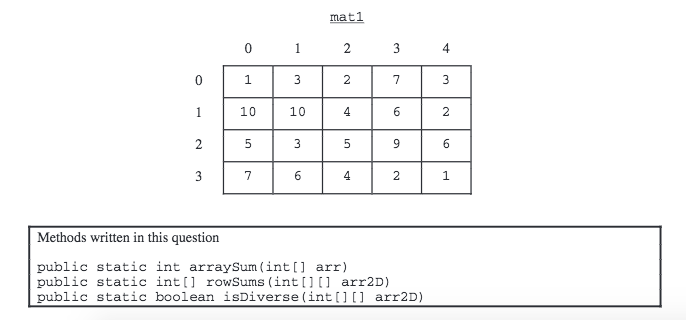 mat1
0 1 2 3 4
0 1 3 2 7 3
1 10 10 4 6 2
2 5 3 5 9 6
3 7 6 4 2 1
Methods written in this question
public static int arraySum(int[] arr)
public static int[] rowSums(int[][] arr2D)
public static boolean isDiverse(int[][] arr2D)